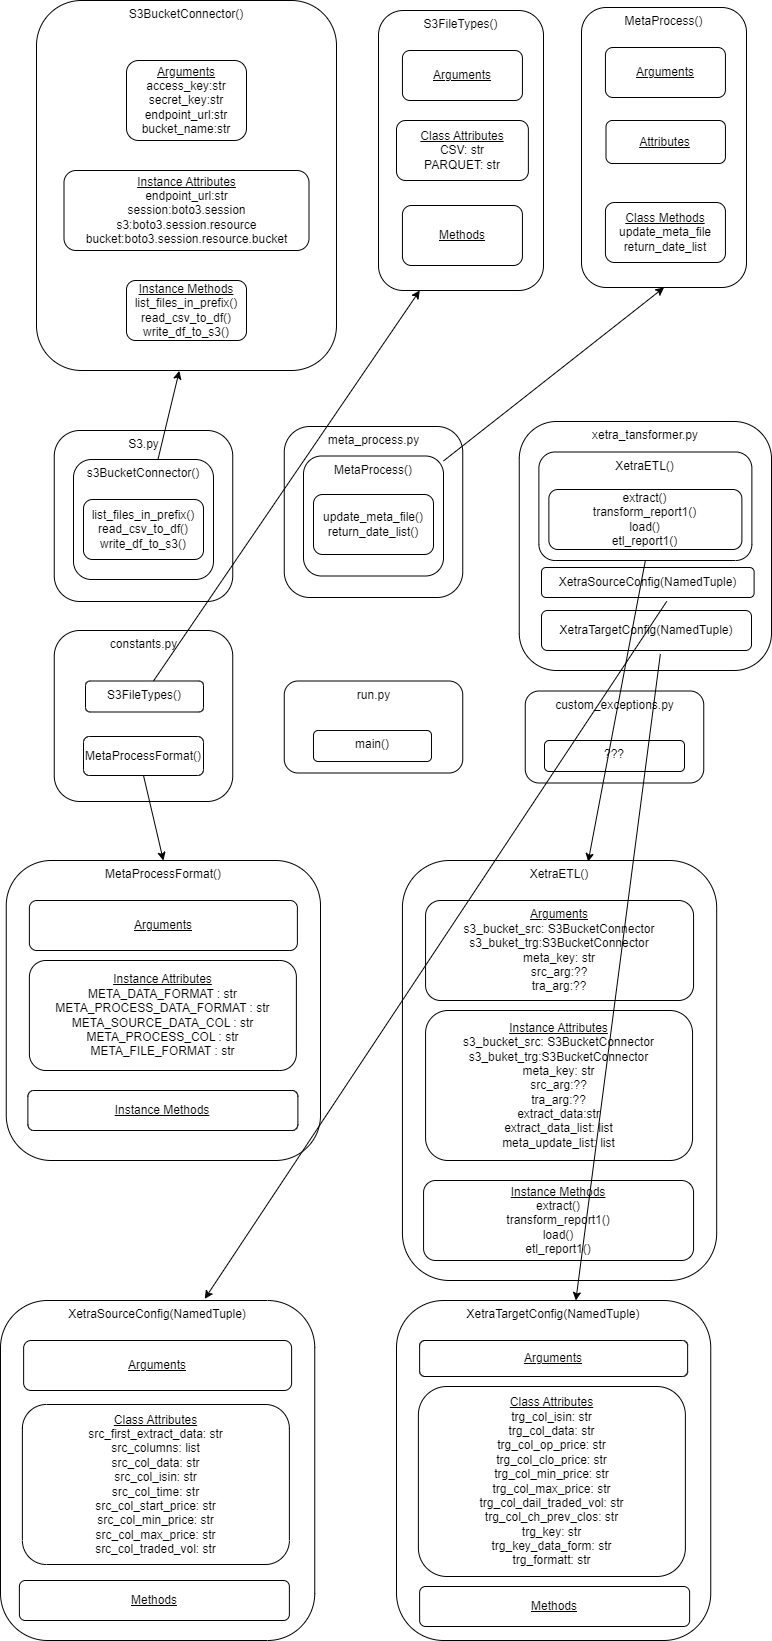 S3BucketConnector()
Arguments
access_key:str
secret_key:str
endpoint_url:str
bucket_name:str
Instance Attributes
endpoint_url:str
session:boto3.session
s3:boto3.session.resource
bucket:boto3.session.resource.bucket
Instance Methods
list_files_in_prefix()
read_csv_to_df()
write_df_to_s3()
S3FileTypes()
Arguments
Class Attributes
CSV: str
PARQUET: str
Methods
MetaProcess()
Arguments
Attributes
Class Methods
update_meta_file
return_date_list
S3.py
s3BucketConnector()
list_files_in_prefix()
read_csv_to_df()
write_df_to_s3()
meta_process.py
MetaProcess()
update_meta_file()
return_date_list()
xetra_tansformer.py
XetraETL()
extract()
transform_report1()
load()
etl_report1()
XetraSourceConfig(NamedTuple)
XetraTargetConfig(NamedTuple)
constants.py
S3FileTypes()
MetaProcessFormat()
run.py
main()
custom_exceptions.py
???
MetaProcessFormat()
Arguments
Instance Attributes
META_DATA_FORMAT : str
META_PROCESS_DATA_FORMAT : str
META_SOURCE_DATA_COL : str
META_PROCESS_COL : str
META_FILE_FORMAT : str
Instance Methods
XetraETL()
Arguments
s3_bucket_src: S3BucketConnector
s3_buket_trg:S3BucketConnector
meta_key: str
src_arg:??
tra_arg:??
Instance Attributes
s3_bucket_src: S3BucketConnector
s3_buket_trg:S3BucketConnector
meta_key: str
src_arg:??
tra_arg:??
extract_data:str
extract_data_list: list
meta_update_list: list
Instance Methods
extract()
transform_report1()
load()
etl_report1()
XetraSourceConfig(NamedTuple)
Arguments
Class Attributes
src_first_extract_data: str
src_columns: list
src_col_data: str
src_col_isin: str
src_col_time: str
src_col_start_price: str
src_col_min_price: str
src_col_max_price: str
src_col_traded_vol: str
Methods
XetraTargetConfig(NamedTuple)
Arguments
Class Attributes
trg_col_isin: str
trg_col_data: str
trg_col_op_price: str
trg_col_clo_price: str
trg_col_min_price: str
trg_col_max_price: str
trg_col_dail_traded_vol: str
trg_col_ch_prev_clos: str
trg_key: str
trg_key_data_form: str
trg_formatt: str
Methods